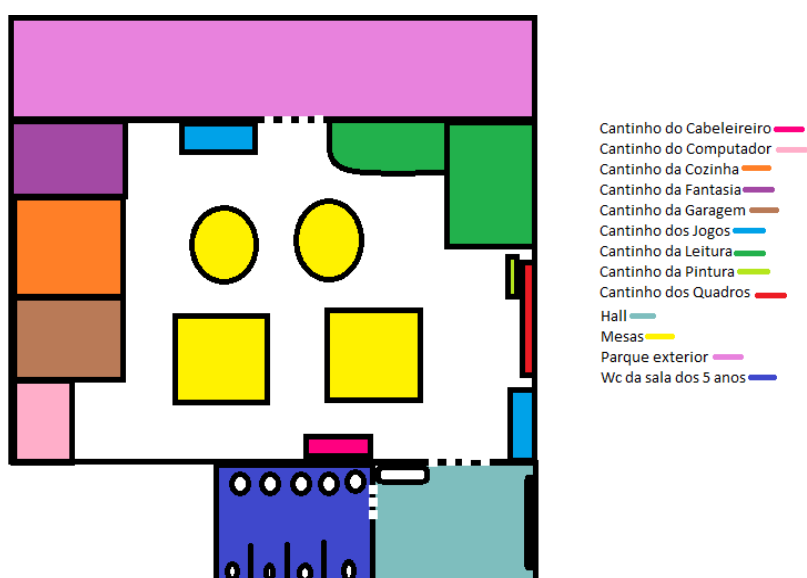 Cantinho do Cabeleireiro
Cantinho do Computador
Cantinho da Cozinha
Cantinho da Fantasia
Cantinho da Garagem
Cantinho dos Jogos
Cantinho da Leitura
Cantinho da Pintura
Cantinho dos Quadros
Hall
Mesas
Parque exterior
Wc da sala dos 5 anos